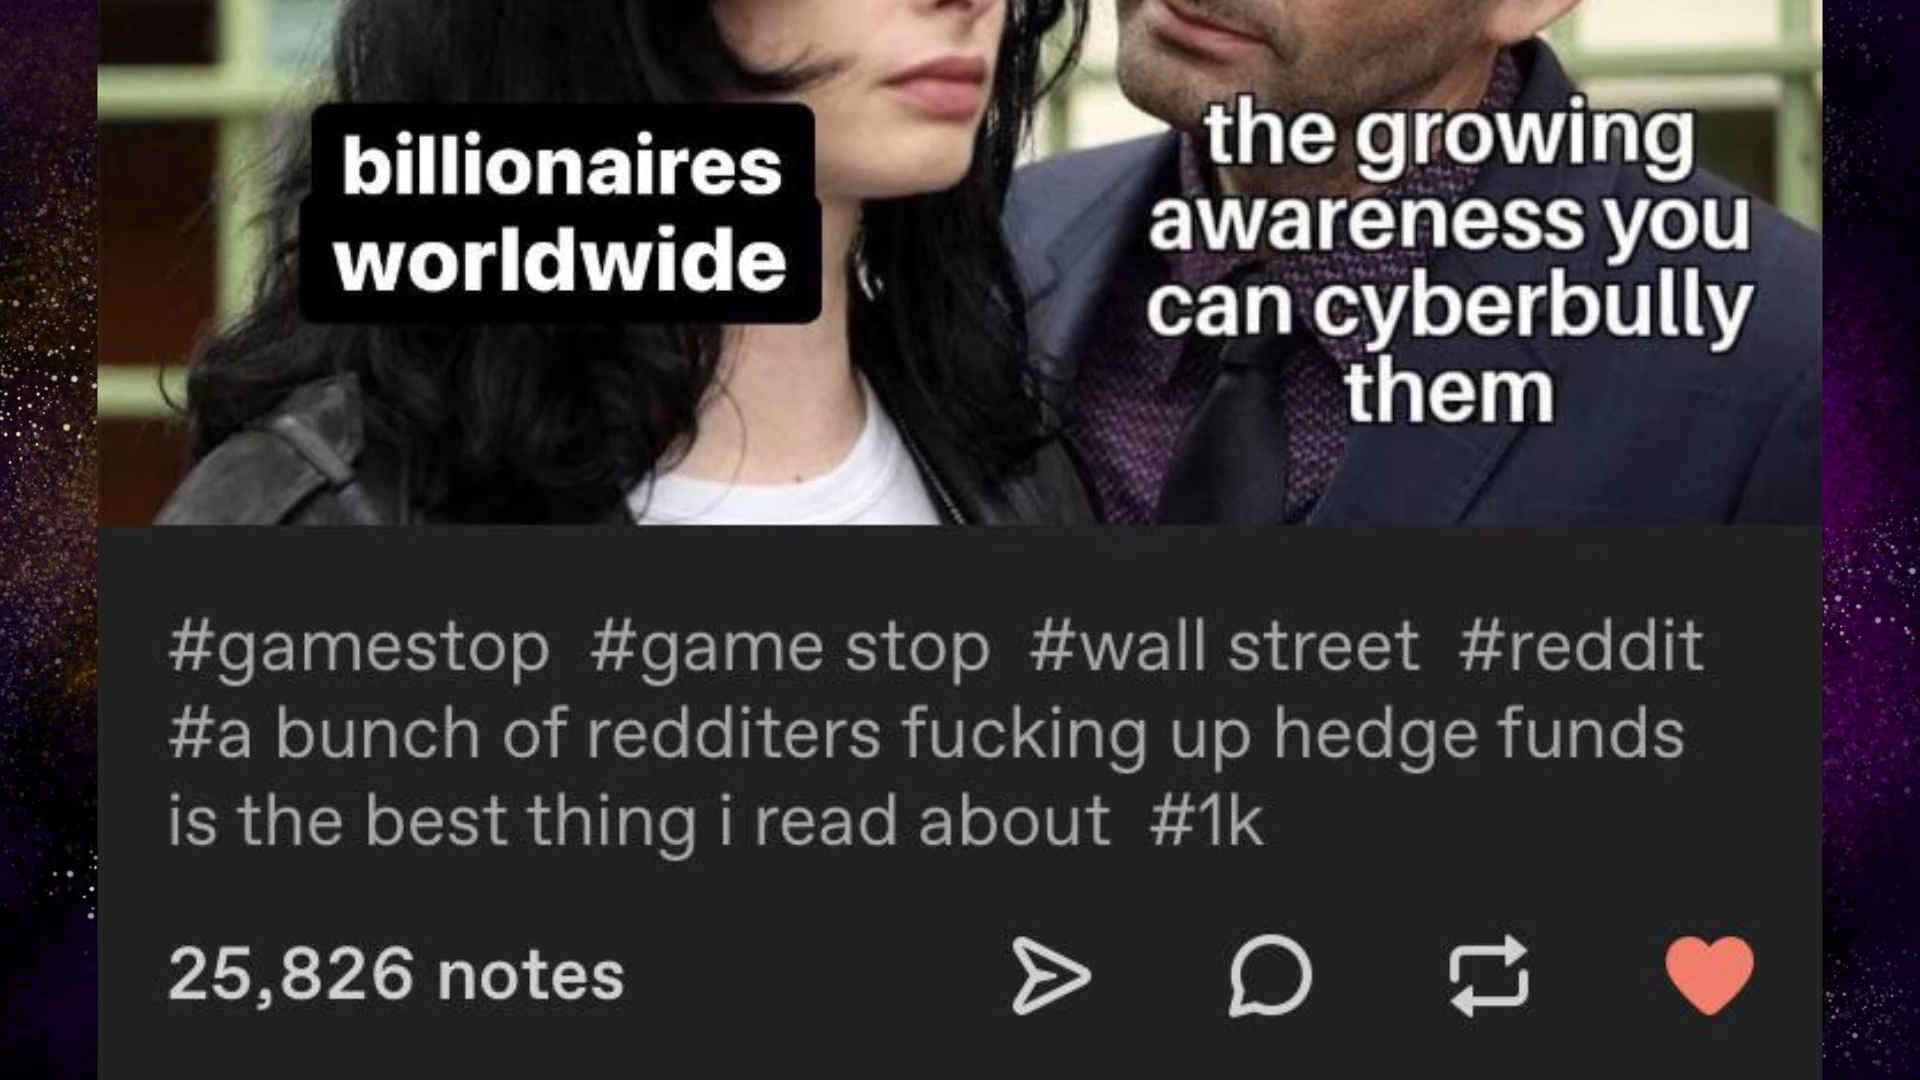 billionaires
worldwide
the growing
awareness you
can cyberbully
them
#gamestop #game stop #wall street #reddit
#a bunch of redditers fucking up hedge funds
is the best thing i read about #1k
25,826 notes